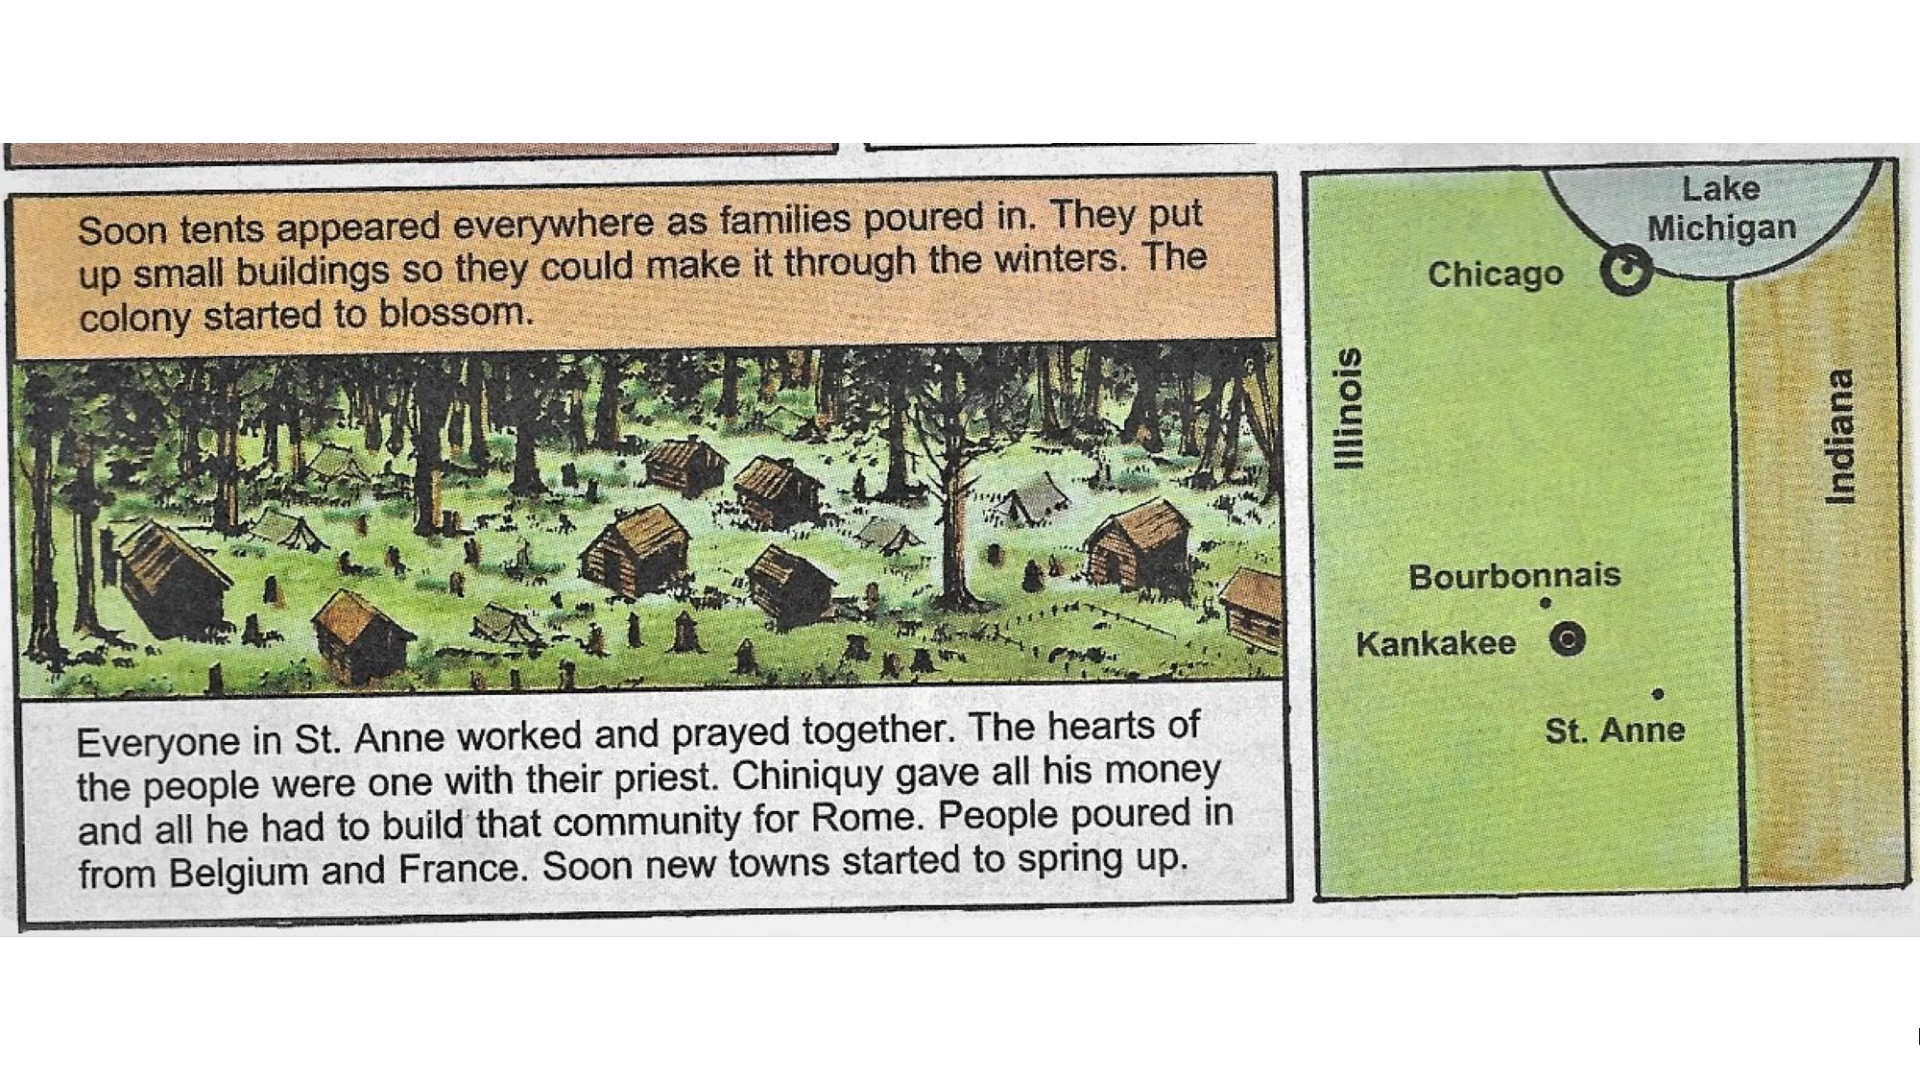 Soon tents appeared everywhere as families poured in. They put
up small buildings so they could make it through the winters. The
colony started to blossom.
Everyone in St. Anne worked and prayed together. The hearts of
the people were one with their priest. Chiniquy gave all his money
and all he had to build that community for Rome. People poured in
from Belgium and France. Soon new towns started to spring up.
Lake
Michigan
Chicago
Illinois
Indiana
Bourbonnais
Kankakee
St. Anne